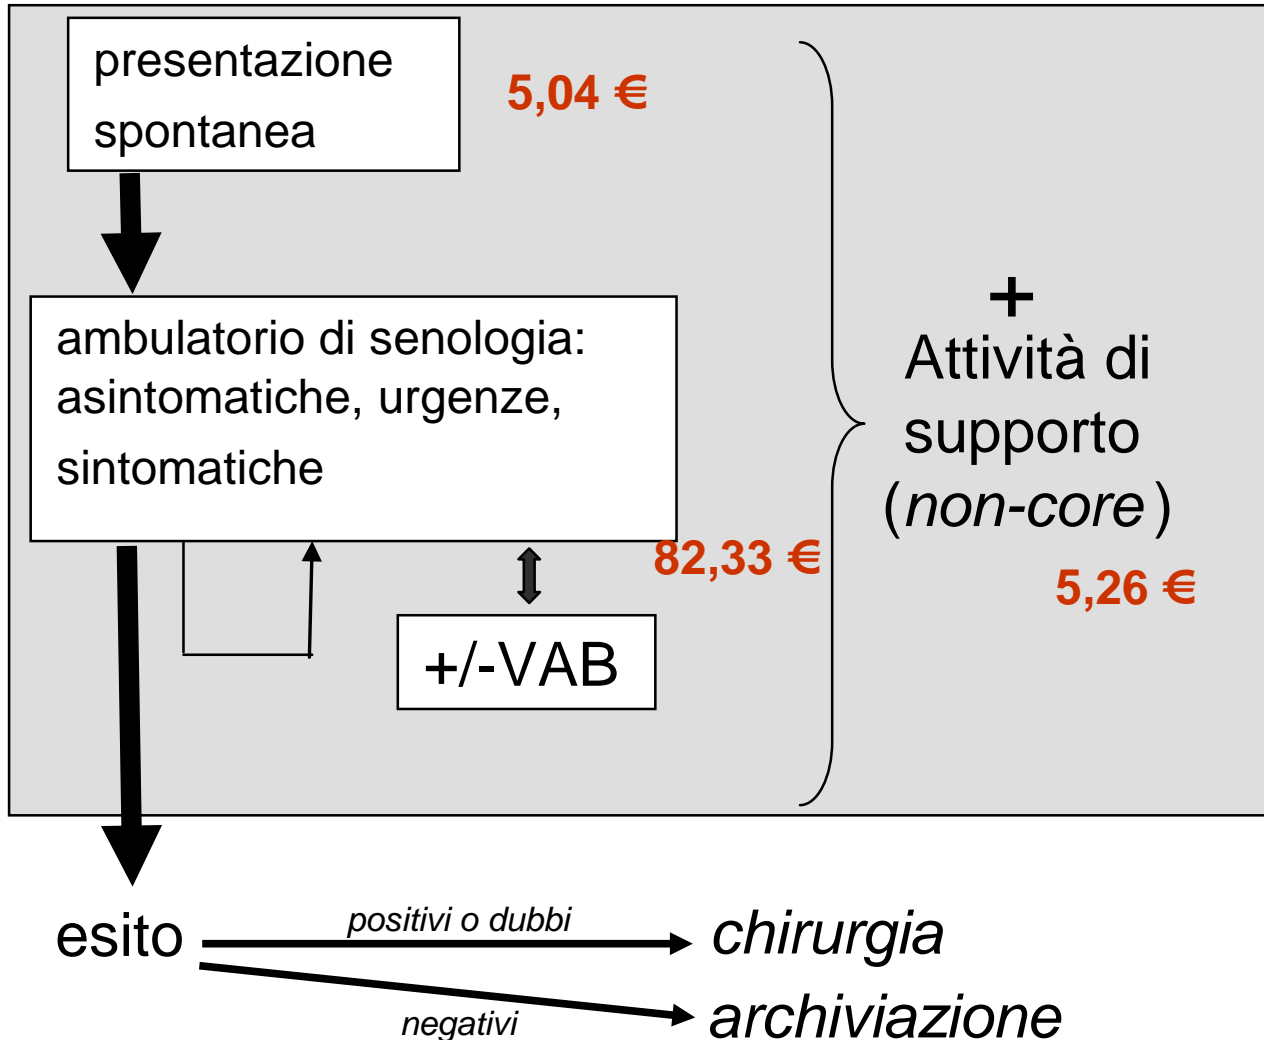 presentazione
spontanea
5,04 €
ambulatorio di senologia:
asintomatiche, urgenze,
sintomatiche
82,33 €
+/-VAB
+
Attività di
supporto
(non-core)
5,26 €
esito
positivi o dubbi
chirurgia
negativi
archiviazione